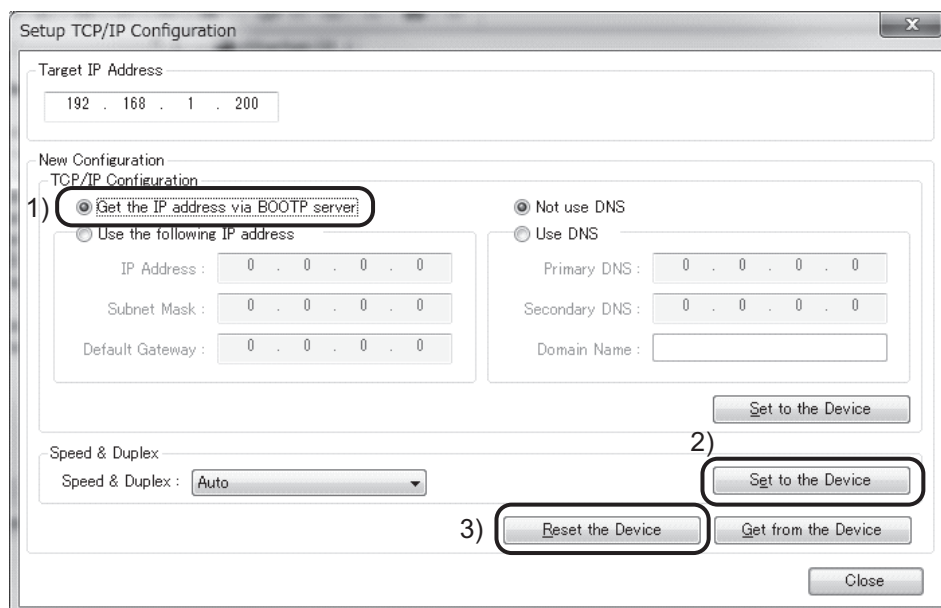 Setup TCP/IP Configuration
Target IP Address
192 . 168 . 1 . 200
New Configuration
TCP/IP Configuration
1)
Get the IP address via BOOTP server
Use the following IP address
IP Address :
0 . 0 . 0 . 0
Subnet Mask :
0 . 0 . 0 . 0
Default Gateway :
0 . 0 . 0 . 0
Not use DNS
Use DNS
Primary DNS :
0 . 0 . 0 . 0
Secondary DNS :
0 . 0 . 0 . 0
Domain Name :
Set to the Device
Speed & Duplex
Speed & Duplex :
Auto
2)
Set to the Device
3)
Reset the Device
Get from the Device
Close